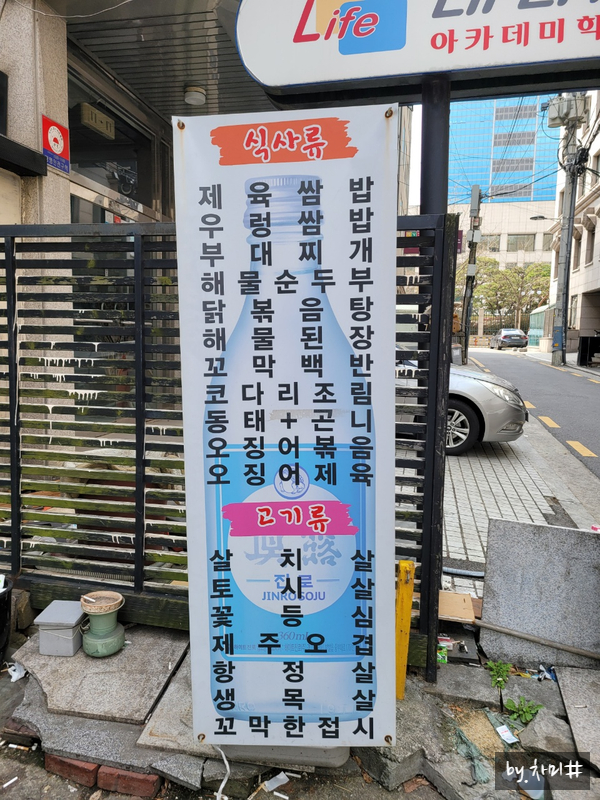 Life
아카데미학
식사류
제육쌈밥
우렁쌈밥
부대찌개
해물순두부
닭볶음탕
해물된장
꼬막백반
코다리조림
동태+곤니
오징어볶음
오징어제육
고기류
살치살
토시살
꽃등심
제주오겹
항정살
생목살
꼬막한접시
진로
JINRO SOJU
360ml
by.차미#